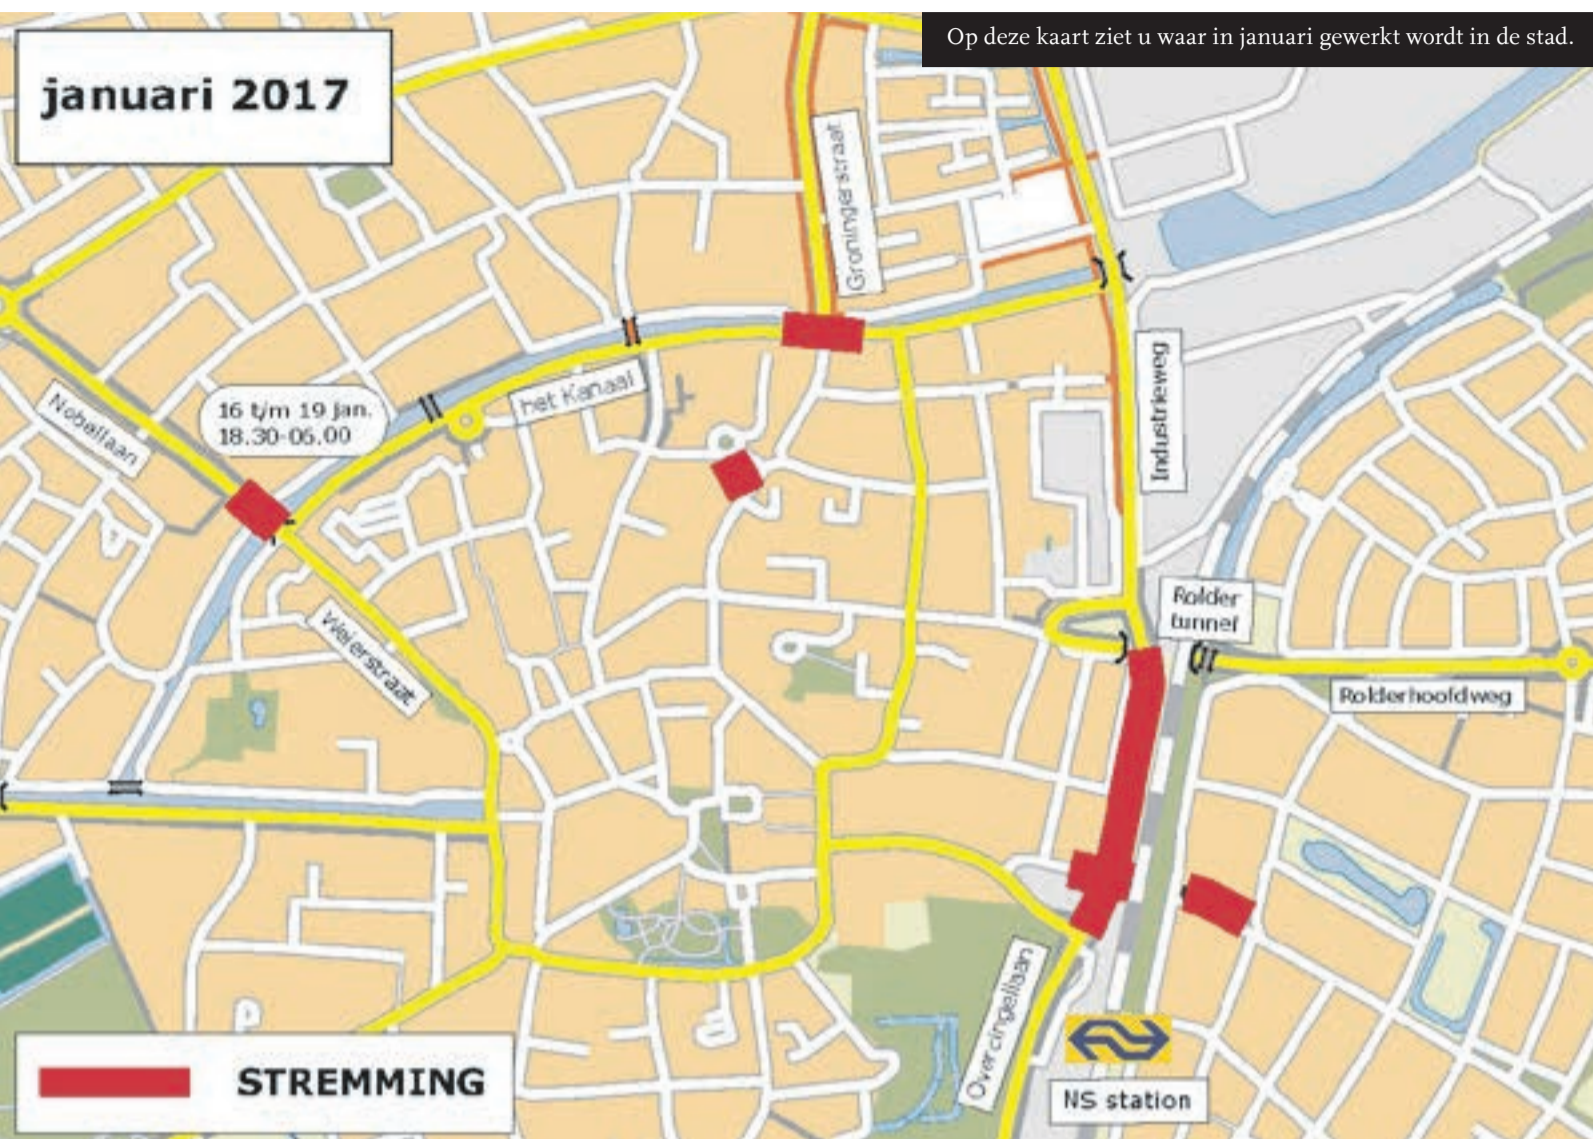 Op deze kaart ziet u waar in januari gewerkt wordt in de stad.
januari 2017
Groningerstraat
Industrieweg
het Kanaal
Nobellaan
16 t/m 19 jan.
18.30-06.00
Weierstraat
Rolder
tunnel
Rolderhoofdweg
Overcingellaan
NS station
STREMMING